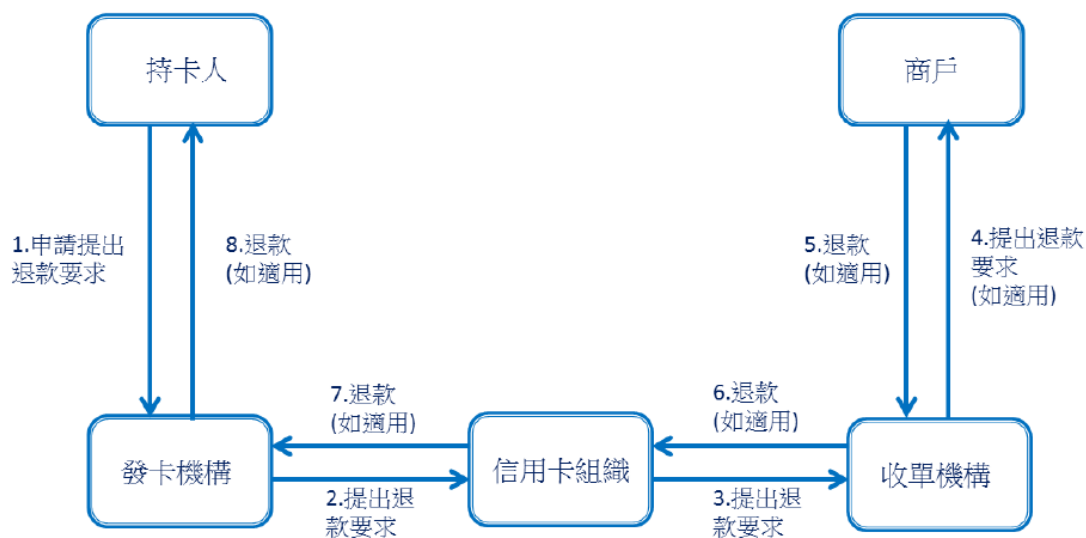 持卡人
商戶
1.申請提出
退款要求
8.退款
(如適用)
5.退款
(如適用)
4.提出退款
要求
(如適用)
7.退款
(如適用)
6.退款
(如適用)
發卡機構
信用卡組織
收單機構
2.提出退
款要求
3.提出退
款要求